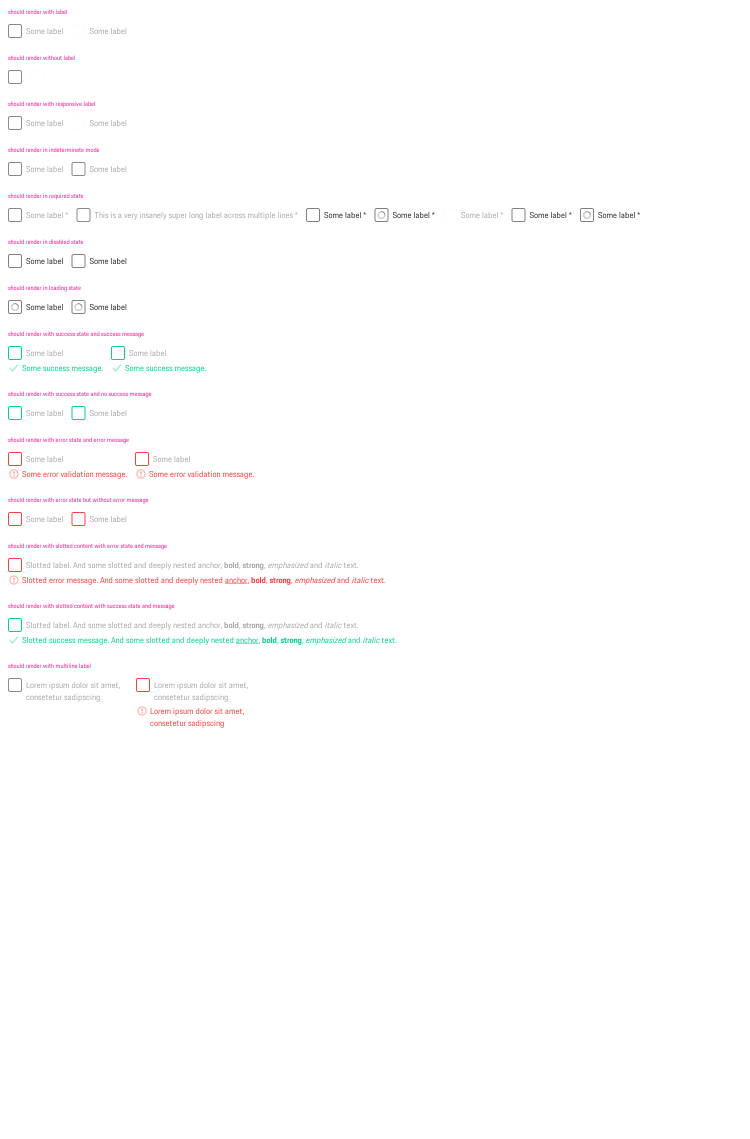 should render with label
Some label Some label
should render without label
should render with responsive label
Some label Some label
should render in indeterminate mode
Some label Some label
should render in required state
Some label * This is a very insanely super long label across multiple lines * Some label * Some label * Some label * Some label * Some label *
should render in disabled state
Some label Some label
should render in loading state
Some label Some label
should render with success state and success message
Some label Some label
Some success message. Some success message.
should render with success state and no success message
Some label Some label
should render with error state and error message
Some label Some label
Some error validation message. Some error validation message.
should render with error state but without error message
Some label Some label
should render with slotted content with error state and message
Slotted label. And some slotted and deeply nested anchor, bold, strong, emphasized and italic text.
Slotted error message. And some slotted and deeply nested anchor, bold, strong, emphasized and italic text.
should render with slotted content with success state and message
Slotted label. And some slotted and deeply nested anchor, bold, strong, emphasized and italic text.
Slotted success message. And some slotted and deeply nested anchor, bold, strong, emphasized and italic text.
should render with multiline label
Lorem ipsum dolor sit amet, Lorem ipsum dolor sit amet,
consetetur sadipscing consetetur sadipscing
Lorem ipsum dolor sit amet,
consetetur sadipscing